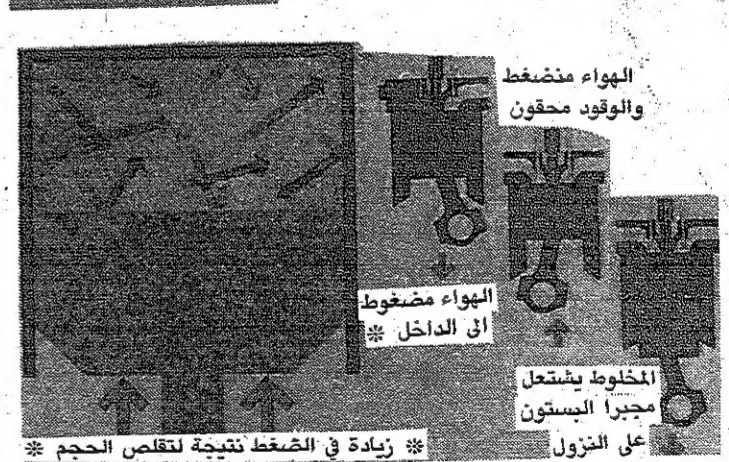 الهواء منضغط
والوقود محقون
الهواء مضغوط
الى الداخل *
المخلوط يشتعل
مجبرا البستون
على النزول
* زيادة في الضغط نتيجة لتقلص الحجم *